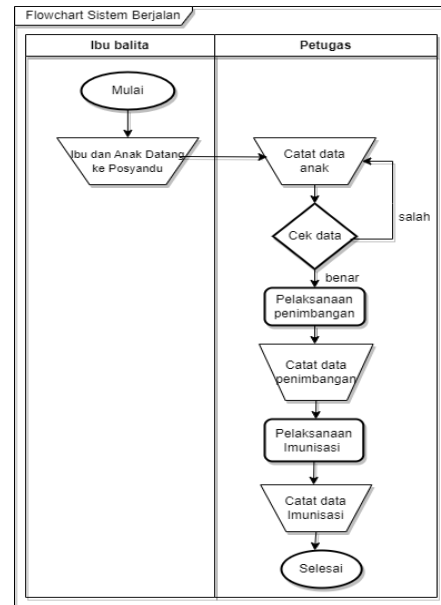 Flowchart Sistem Berjalan
Ibu balita
Petugas
Mulai
Ibu dan Anak Datang
ke Posyandu
Catat data
anak
salah
Cek data
benar
Pelaksanaan
penimbangan
Catat data
penimbangan
Pelaksanaan
Imunisasi
Catat data
Imunisasi
Selesai